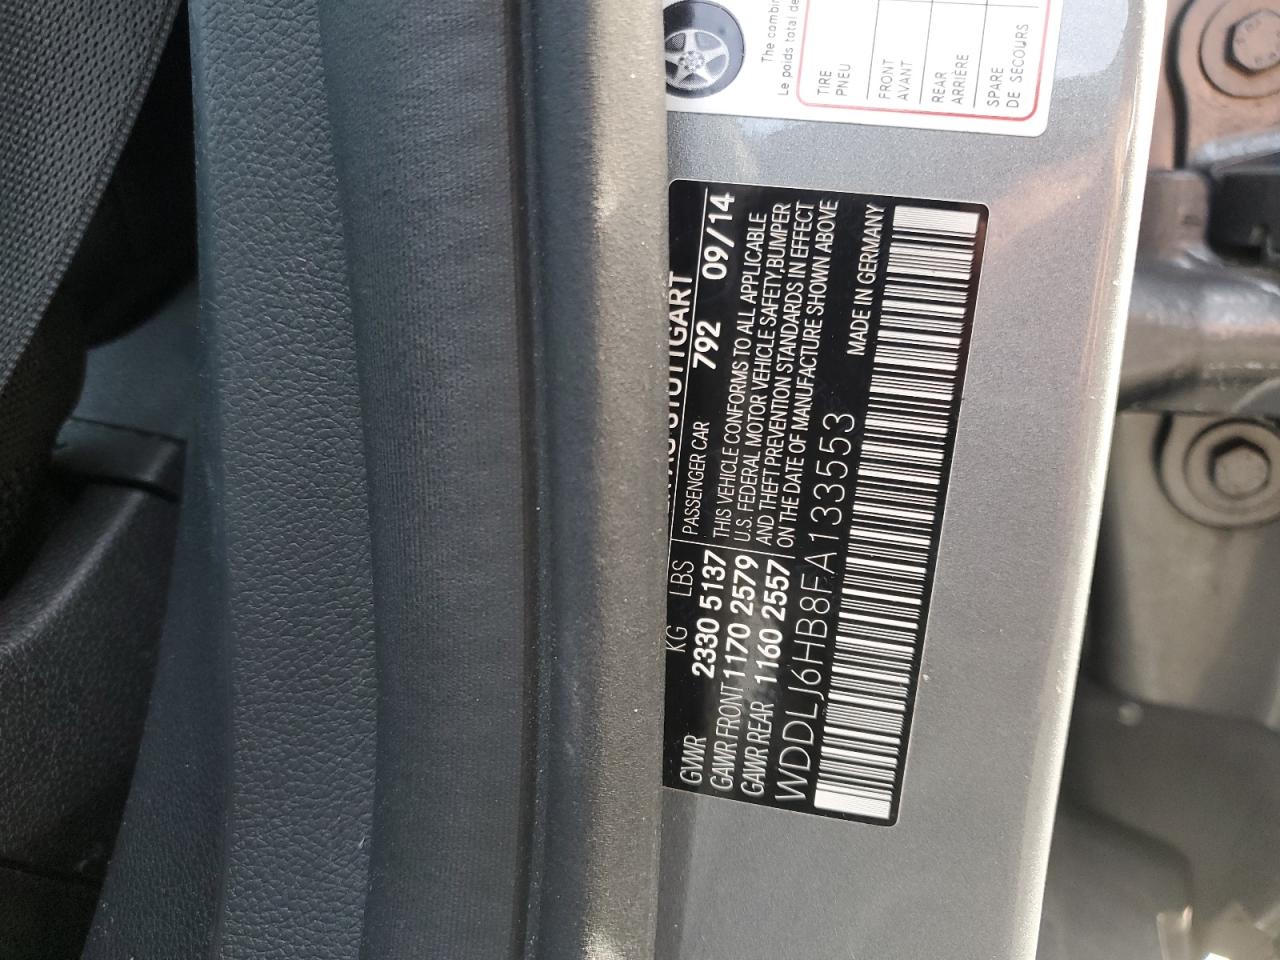 The combin
Le poids total de
TIRE
PNEU
FRONT
AVANT
REAR
ARRIÈRE
SPARE
DE SECOURS
STUTTGART
KG LBS PASSENGER CAR 792 09/14
GVWR 2330 5137
GAWR FRONT 1170 2579
GAWR REAR 1160 2557
THIS VEHICLE CONFORMS TO ALL APPLICABLE
U.S. FEDERAL MOTOR VEHICLE SAFETY,BUMPER
AND THEFT PREVENTION STANDARDS IN EFFECT
ON THE DATE OF MANUFACTURE SHOWN ABOVE
WDDLJ6HB8FA133553
MADE IN GERMANY